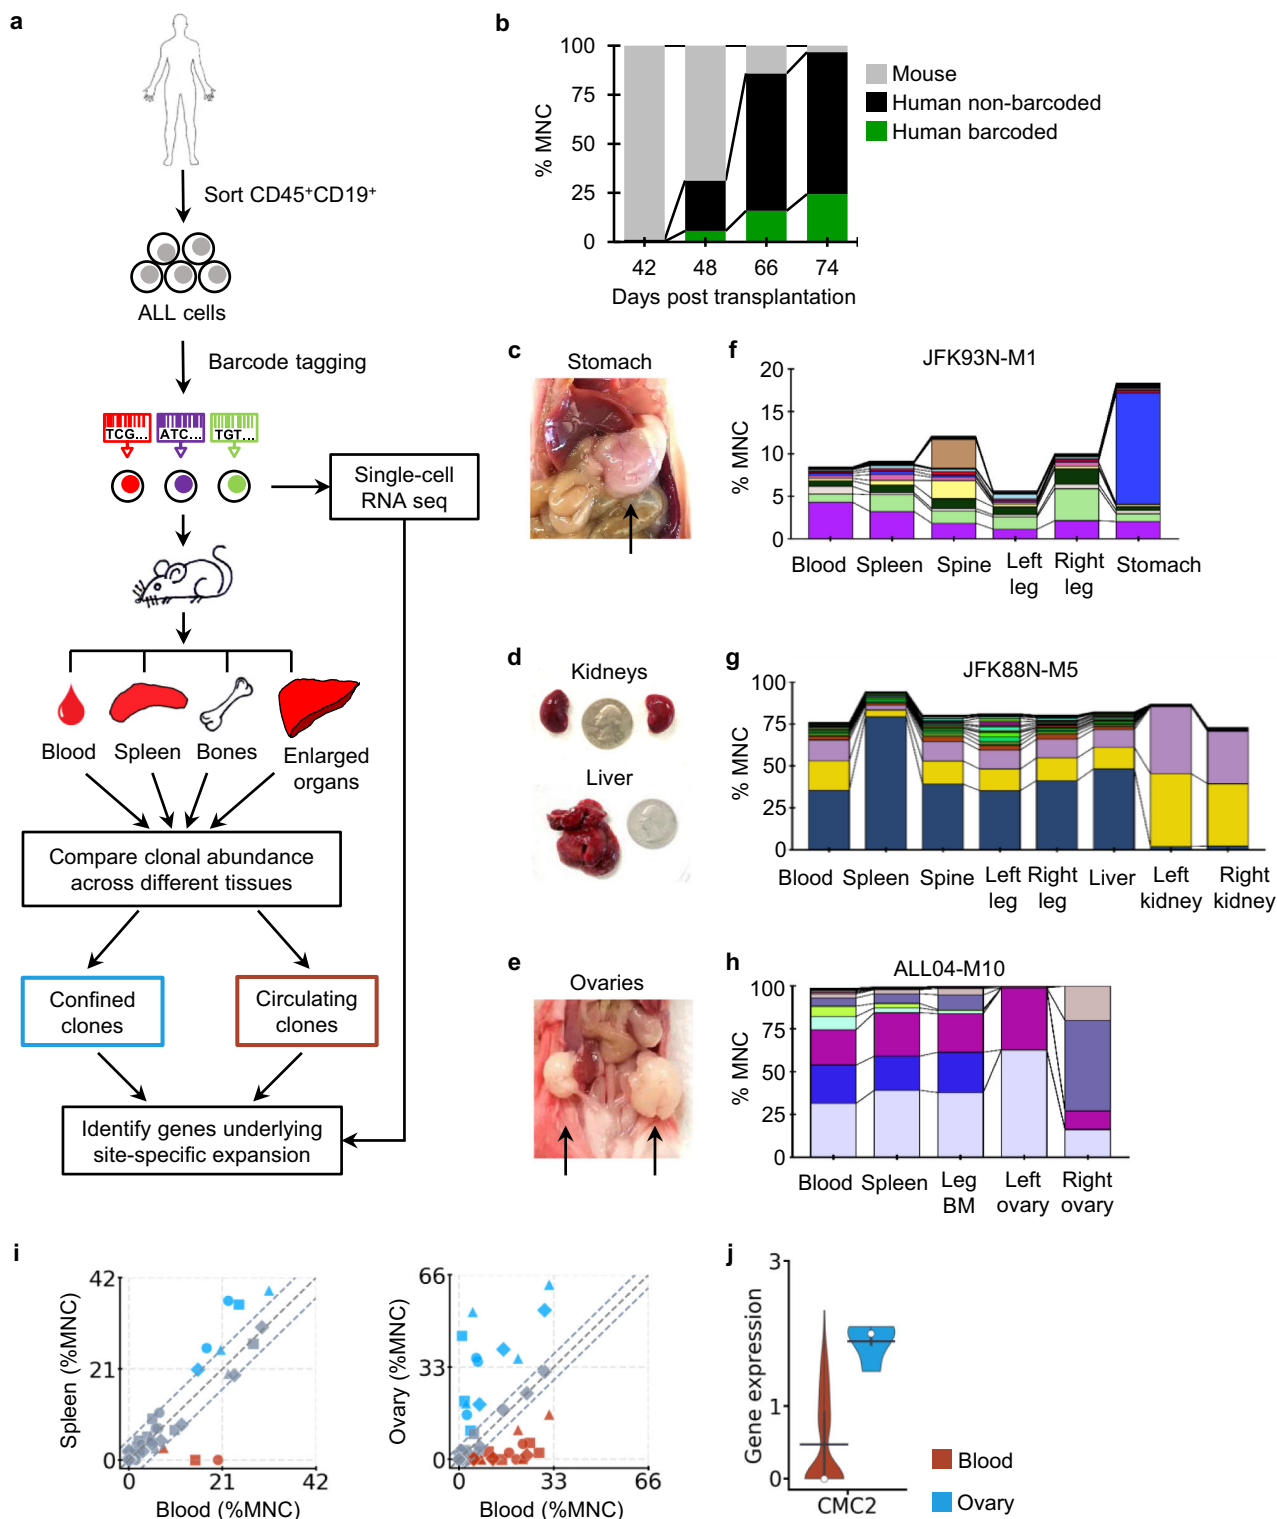 a
Sort CD45⁺CD19⁺
ALL cells
Barcode tagging
TCG... ATC... TGT...
Single-cell
RNA seq
Blood Spleen Bones Enlarged
organs
Compare clonal abundance
across different tissues
Confined
clones
Circulating
clones
Identify genes underlying
site-specific expansion
b
100
75
50
25
0
% MNC
42 48 66 74
Days post transplantation
Mouse
Human non-barcoded
Human barcoded
c
Stomach
f
JFK93N-M1
20
15
10
5
0
% MNC
Blood Spleen Spine Left
leg Right
leg Stomach
d
Kidneys
Liver
g
JFK88N-M5
100
75
50
25
0
% MNC
Blood Spleen Spine Left
leg Right
leg Liver Left
kidney Right
kidney
e
Ovaries
h
ALL04-M10
100
75
50
25
0
% MNC
Blood Spleen Leg
BM Left
ovary Right
ovary
i
42
21
0
Spleen (%MNC)
0 21 42
Blood (%MNC)
66
33
0
Ovary (%MNC)
0 33 66
Blood (%MNC)
j
3
1
0
Gene expression
CMC2
Blood
Ovary